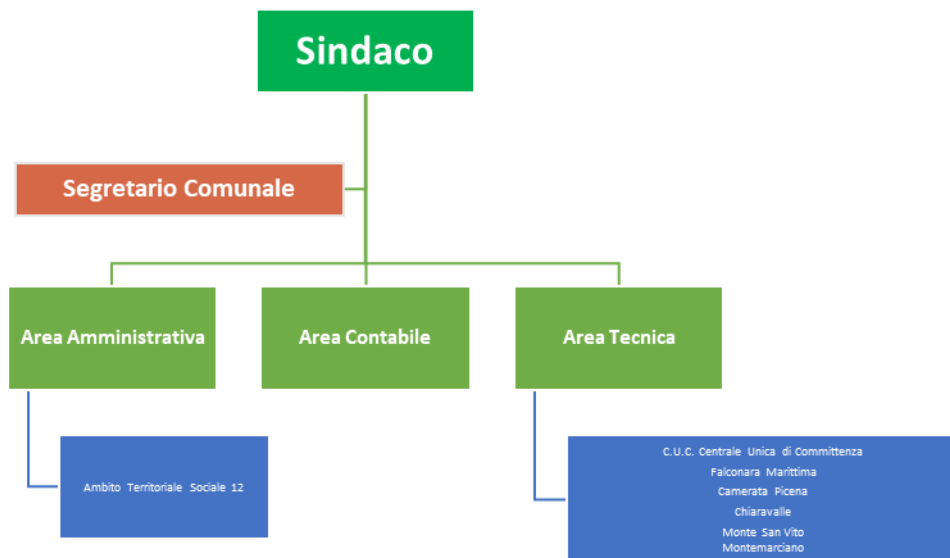 Sindaco
Segretario Comunale
Area Amministrativa
Area Contabile
Area Tecnica
Ambito Territoriale Sociale 12
C.U.C. Centrale Unica di Committenza
Falconara Marittima
Camerata Picena
Chiaravalle
Monte San Vito
Montemarciano